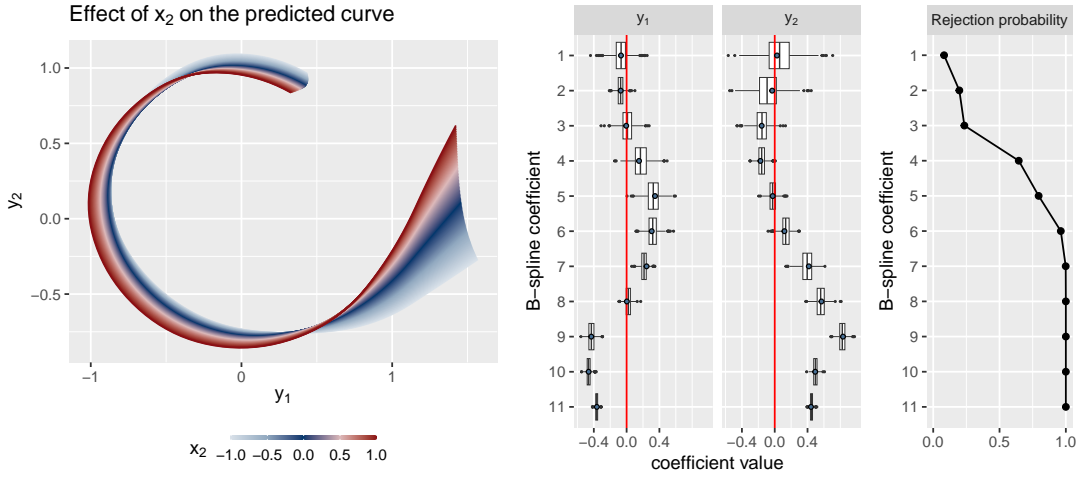 Effect of x2 on the predicted curve
1.0
0.5
0.0
−0.5
y2
−1
0
1
y1
x2
−1.0 −0.5 0.0 0.5 1.0
y1
y2
B−spline coefficient
1
2
3
4
5
6
7
8
9
10
11
−0.4 0.0 0.4
−0.4 0.0 0.4
coefficient value
Rejection probability
B−spline coefficient
1
2
3
4
5
6
7
8
9
10
11
0.0
0.5
1.0